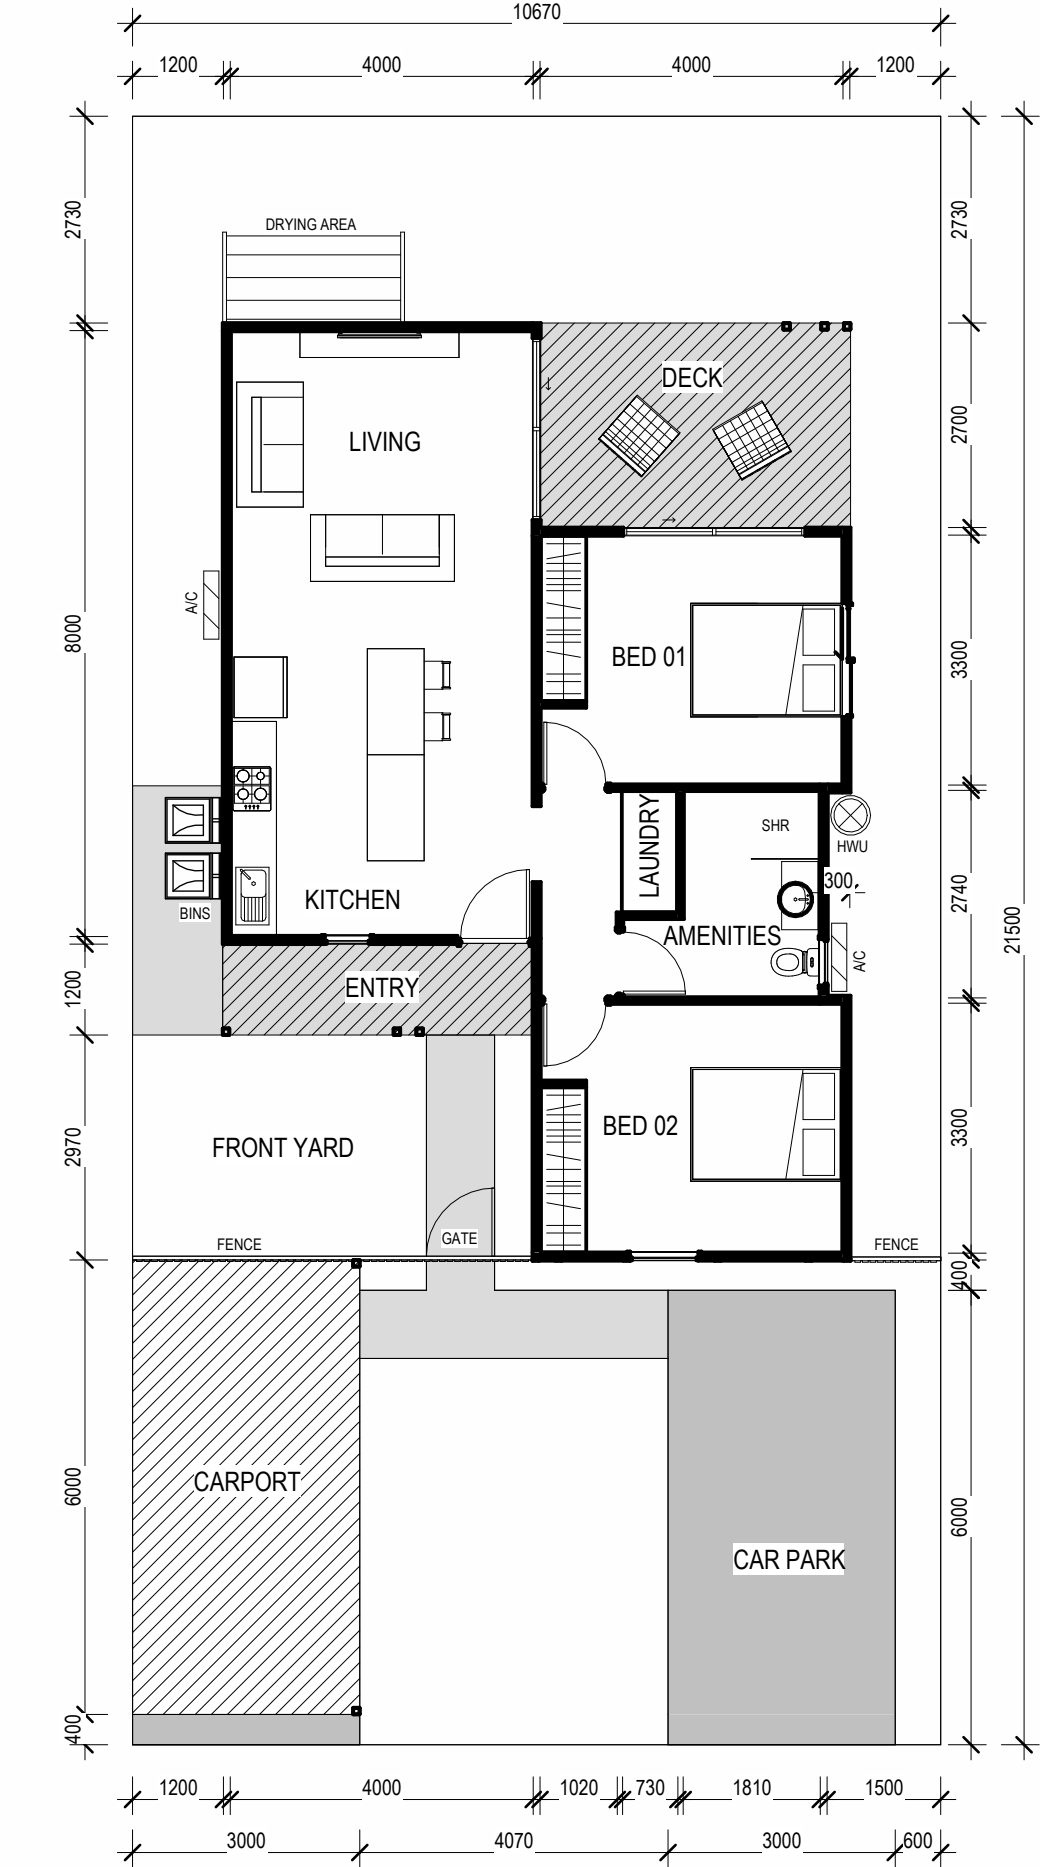 10670
1200 4000 4000 1200
2730
2730
DRYING AREA
DECK
LIVING
2700
A/C
8000
BED 01
3300
SHR
LAUNDRY
HWU
300
KITCHEN
BINS
2740
21500
AMENITIES
A/C
ENTRY
1200
BED 02
3300
FRONT YARD
2970
GATE
FENCE
FENCE
400
CARPORT
6000
6000
CAR PARK
400
1200 4000 1020 730 1810 1500
3000 4070 3000 600